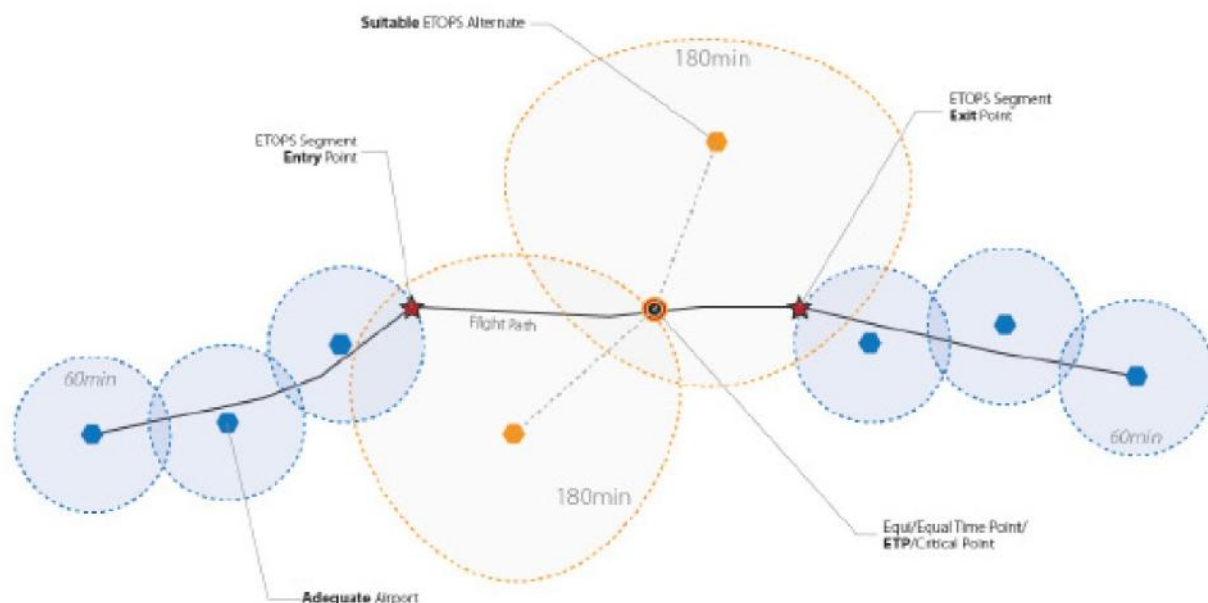 Suitable ETOPS Alternate
180min
ETOPS Segment
Exit Point
ETOPS Segment
Entry Point
Flight Path
60min
60min
180min
Equi/Equal Time Point/
ETP/Critical Point
Adequate Airport